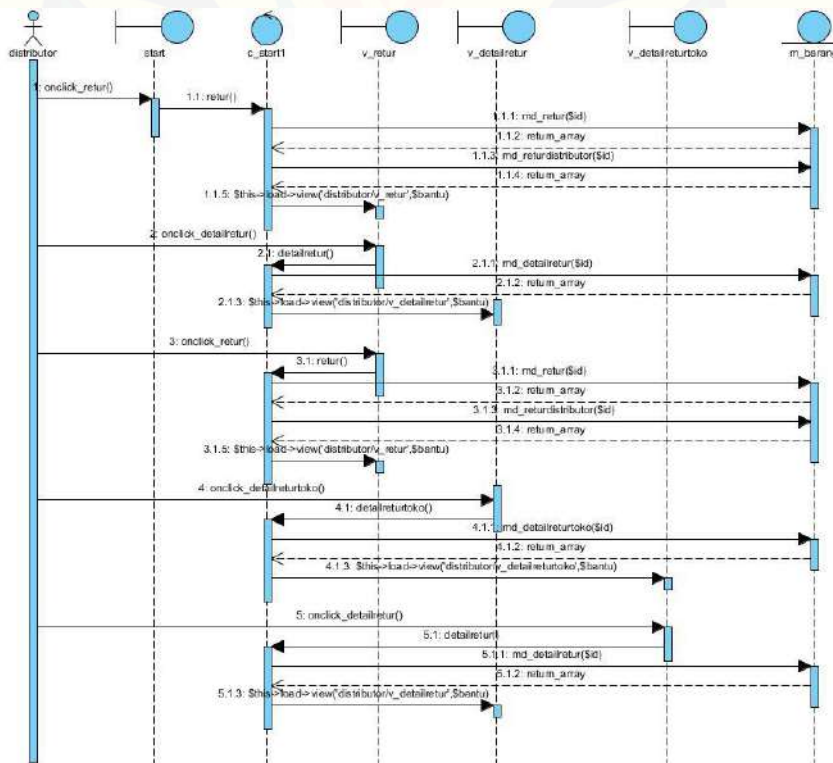 distributor
start
c_start1
v_retur
v_detailretur
v_detailreturtoko
m_barang
1: onclick_retur()
1.1: retur()
1.1.1: md_retur($id)
1.1.2: return_array
1.1.3: md_returdistributor($id)
1.1.4: return_array
1.1.5: $this->load->view('distributor/v_retur',$bantu)
2: onclick_detailretur()
2.1: detailretur()
2.1.1: md_detailretur($id)
2.1.2: return_array
2.1.3: $this->load->view('distributor/v_detailretur',$bantu)
3: onclick_retur()
3.1: retur()
3.1.1: md_retur($id)
3.1.2: return_array
3.1.3: md_returdistributor($id)
3.1.4: return_array
3.1.5: $this->load->view('distributor/v_retur',$bantu)
4: onclick_detailreturtoko()
4.1: detailreturtoko()
4.1.1: md_detailreturtoko($id)
4.1.2: return_array
4.1.3: $this->load->view('distributor/v_detailreturtoko',$bantu)
5: onclick_detailretur()
5.1: detailretur()
5.1.1: md_detailretur($id)
5.1.2: return_array
5.1.3: $this->load->view('distributor/v_detailretur',$bantu)